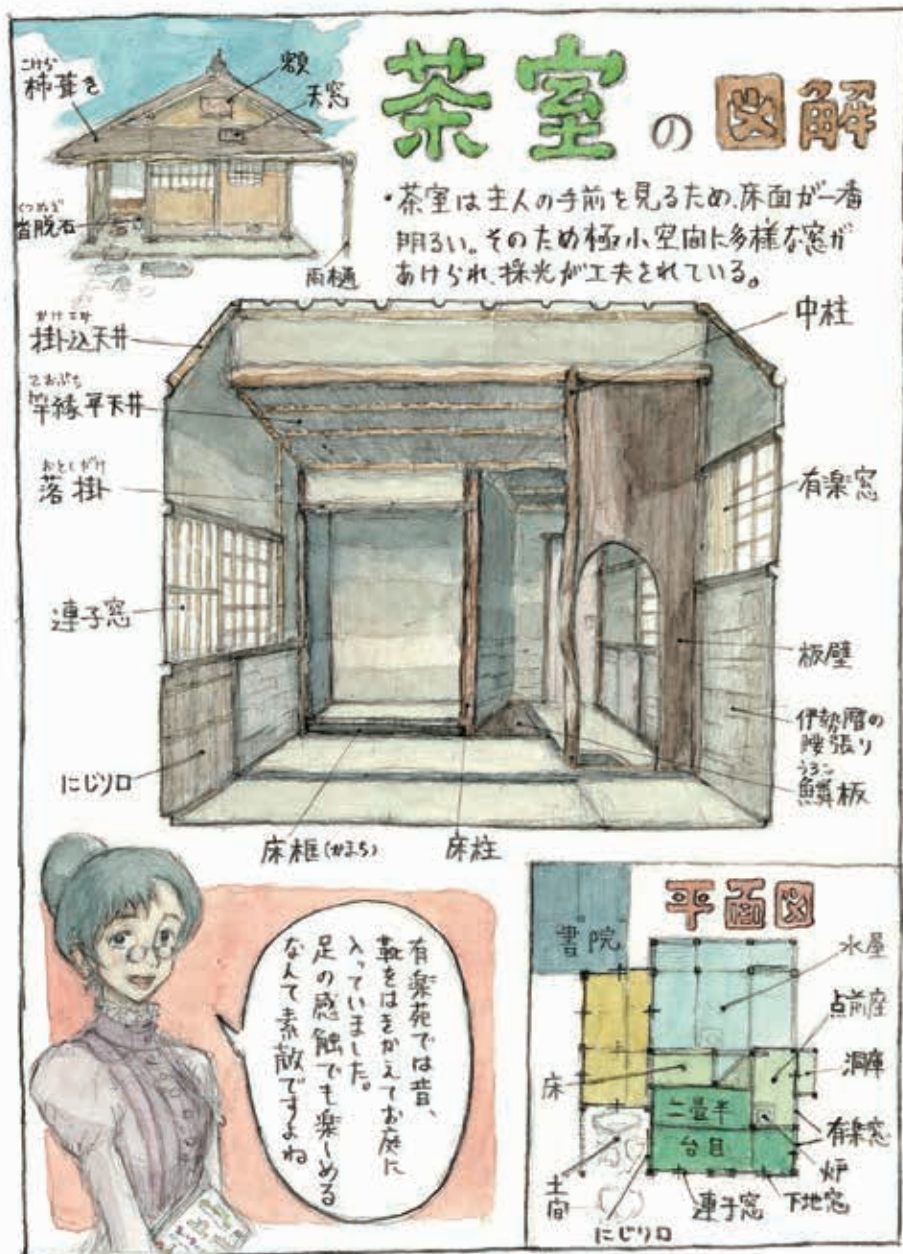 茶室の図解
・茶室は主人の手前を見るため、床面が一番
明るい。そのため極小空間に多様な窓が
あけられ、採光が工夫されている。
こけら
柿葺き
額
天窓
くつぬぎ
沓脱石
雨樋
かけこみ
掛込天井
さおぶち
竿縁平天井
おとしがけ
落掛
連子窓
にじり口
床框(かまち)
床柱
中柱
有楽窓
板壁
伊勢暦の
腰張り
うろこ
鱗板
有楽苑では昔、
靴をはきかえてお庭に
入っていました。
足の感触でも楽しめる
なんて素敵ですよね
平面図
書院
水屋
点前座
洞庫
床
二畳半
台目
有楽窓
炉
下地窓
連子窓
にじり口
土間